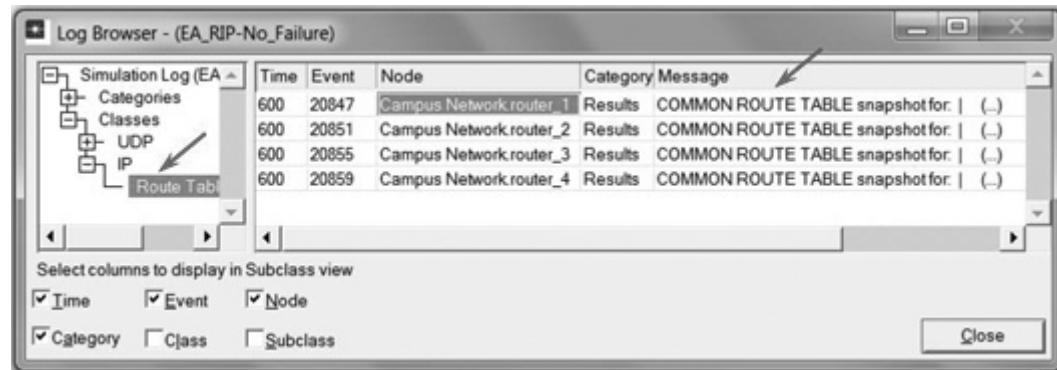 Log Browser - (EA_RIP-No_Failure)
Simulation Log (EA
Categories
Classes
UDP
IP
Route Tabl
Time Event Node Category Message
600 20847 Campus Network.router_1 Results COMMON ROUTE TABLE snapshot for: | (...)
600 20851 Campus Network.router_2 Results COMMON ROUTE TABLE snapshot for: | (...)
600 20855 Campus Network.router_3 Results COMMON ROUTE TABLE snapshot for: | (...)
600 20859 Campus Network.router_4 Results COMMON ROUTE TABLE snapshot for: | (...)
Select columns to display in Subclass view
Time Event Node
Category Class Subclass
Close